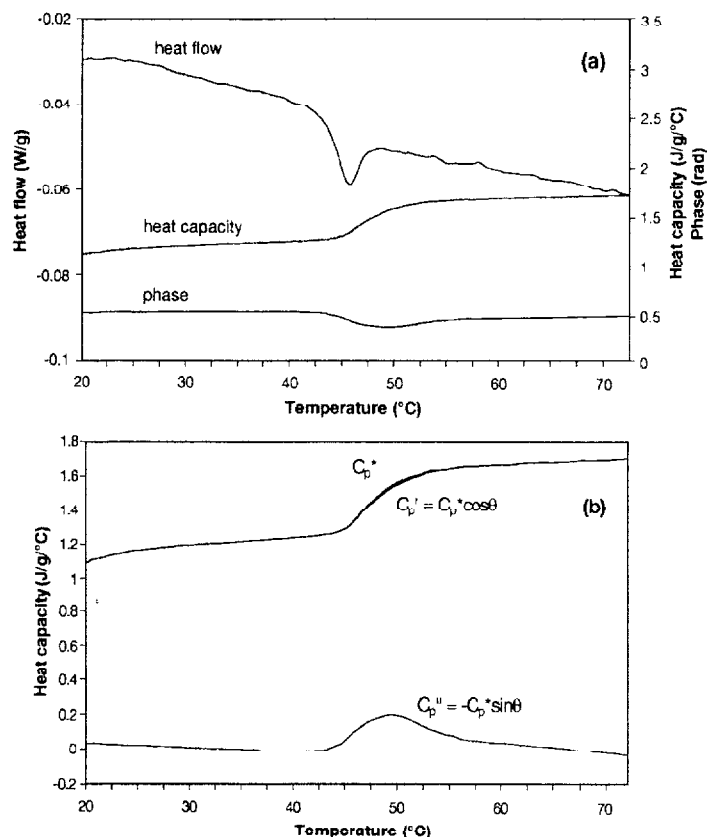 -0.02
3.5
heat flow
(a)
3
-0.04
2.5
2
-0.06
heat capacity
1.5
-0.08
1
phase
0.5
-0.1
0
20
30
40
50
60
70
Heat flow (W/g)
Heat capacity (J/g/°C)
Phase (rad)
Temperature (°C)
1.8
Cp*
1.6
Cp' = Cp*cosθ
(b)
1.4
1.2
1
0.8
0.6
0.4
0.2
Cp" = -Cp*sinθ
0
-0.2
20
30
40
50
60
70
Heat capacity (J/g/°C)
Temperature (°C)